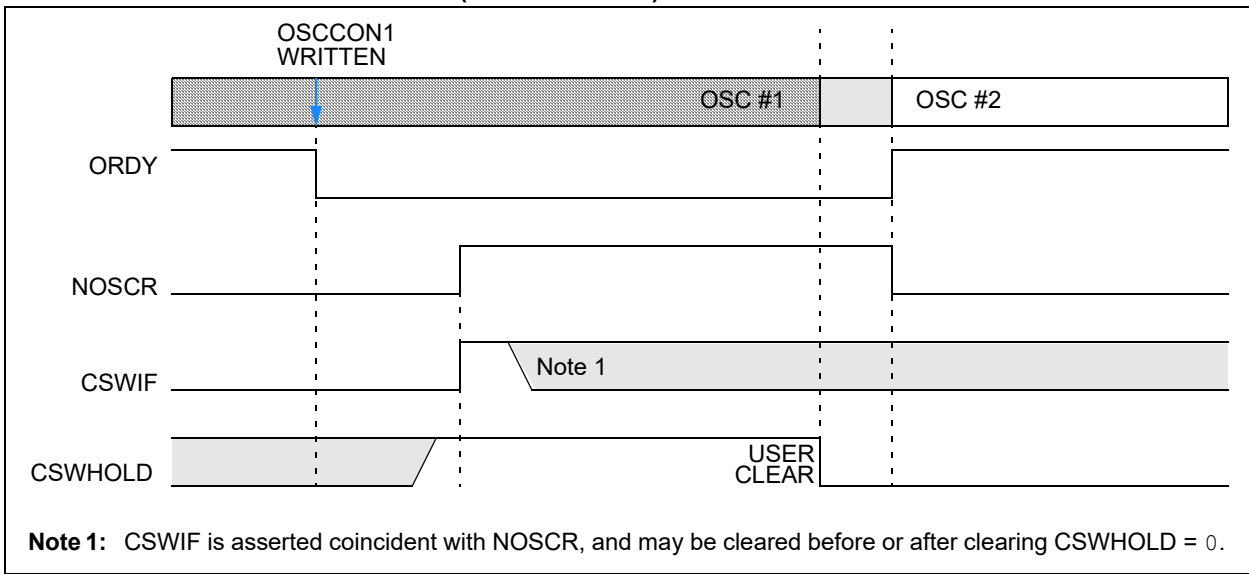 OSCCON1
WRITTEN
OSC #1
OSC #2
ORDY
NOSCR
Note 1
CSWIF
USER
CLEAR
CSWHOLD
Note 1: CSWIF is asserted coincident with NOSCR, and may be cleared before or after clearing CSWHOLD = 0.